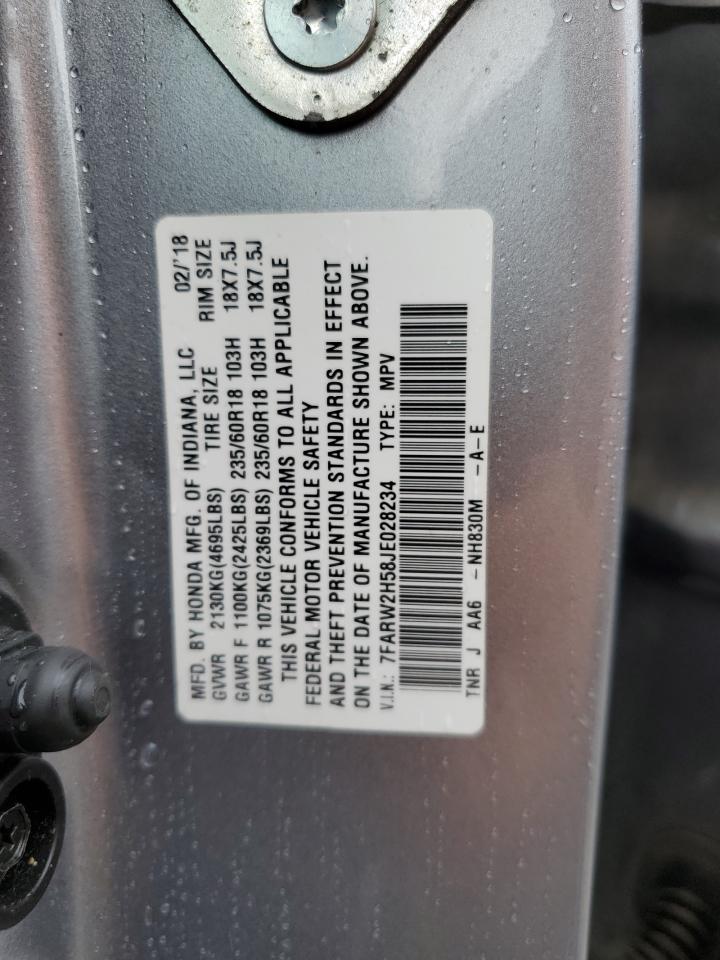 MFD. BY HONDA MFG. OF INDIANA, LLC 02/'18
GVWR 2130KG(4695LBS) TIRE SIZE RIM SIZE
GAWR F 1100KG(2425LBS) 235/60R18 103H 18X7.5J
GAWR R 1075KG(2369LBS) 235/60R18 103H 18X7.5J
THIS VEHICLE CONFORMS TO ALL APPLICABLE
FEDERAL MOTOR VEHICLE SAFETY
AND THEFT PREVENTION STANDARDS IN EFFECT
ON THE DATE OF MANUFACTURE SHOWN ABOVE.
V.I.N.: 7FARW2H58JE028234 TYPE: MPV
TNR J AA6 -NH830M -A-E